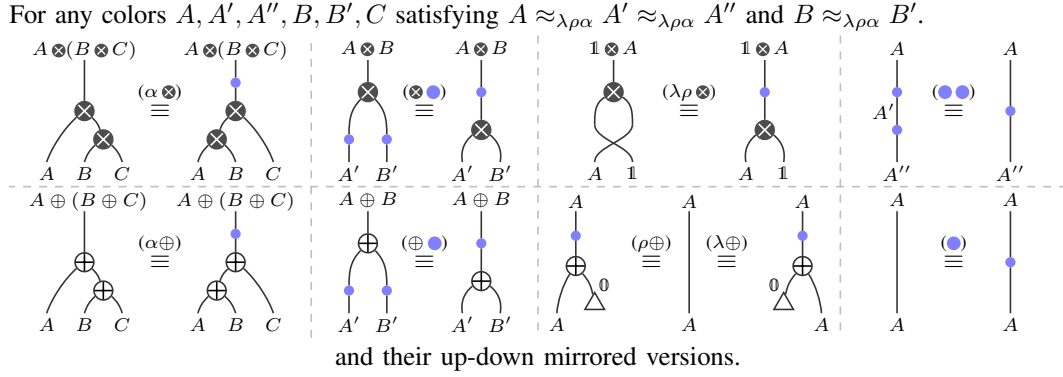 For any colors A, A′, A′′, B, B′, C satisfying A ≈λρα A′ ≈λρα A′′ and B ≈λρα B′.
A ⊗(B ⊗ C) A ⊗(B ⊗ C) A ⊗ B A ⊗ B 𝟙 ⊗ A 𝟙 ⊗ A A A
(α ⊗) ≡ (⊗ ●) ≡ (λρ ⊗) ≡ A′ (● ●) ≡
A B C A B C A′ B′ A′ B′ A 𝟙 A 𝟙 A′′ A′′
A ⊕ (B ⊕ C) A ⊕ (B ⊕ C) A ⊕ B A ⊕ B A A A A A
(α⊕) ≡ (⊕ ●) ≡ (ρ⊕) ≡ (λ⊕) ≡ (●) ≡
𝟘 𝟘
A B C A B C A′ B′ A′ B′ A A A A A
and their up-down mirrored versions.